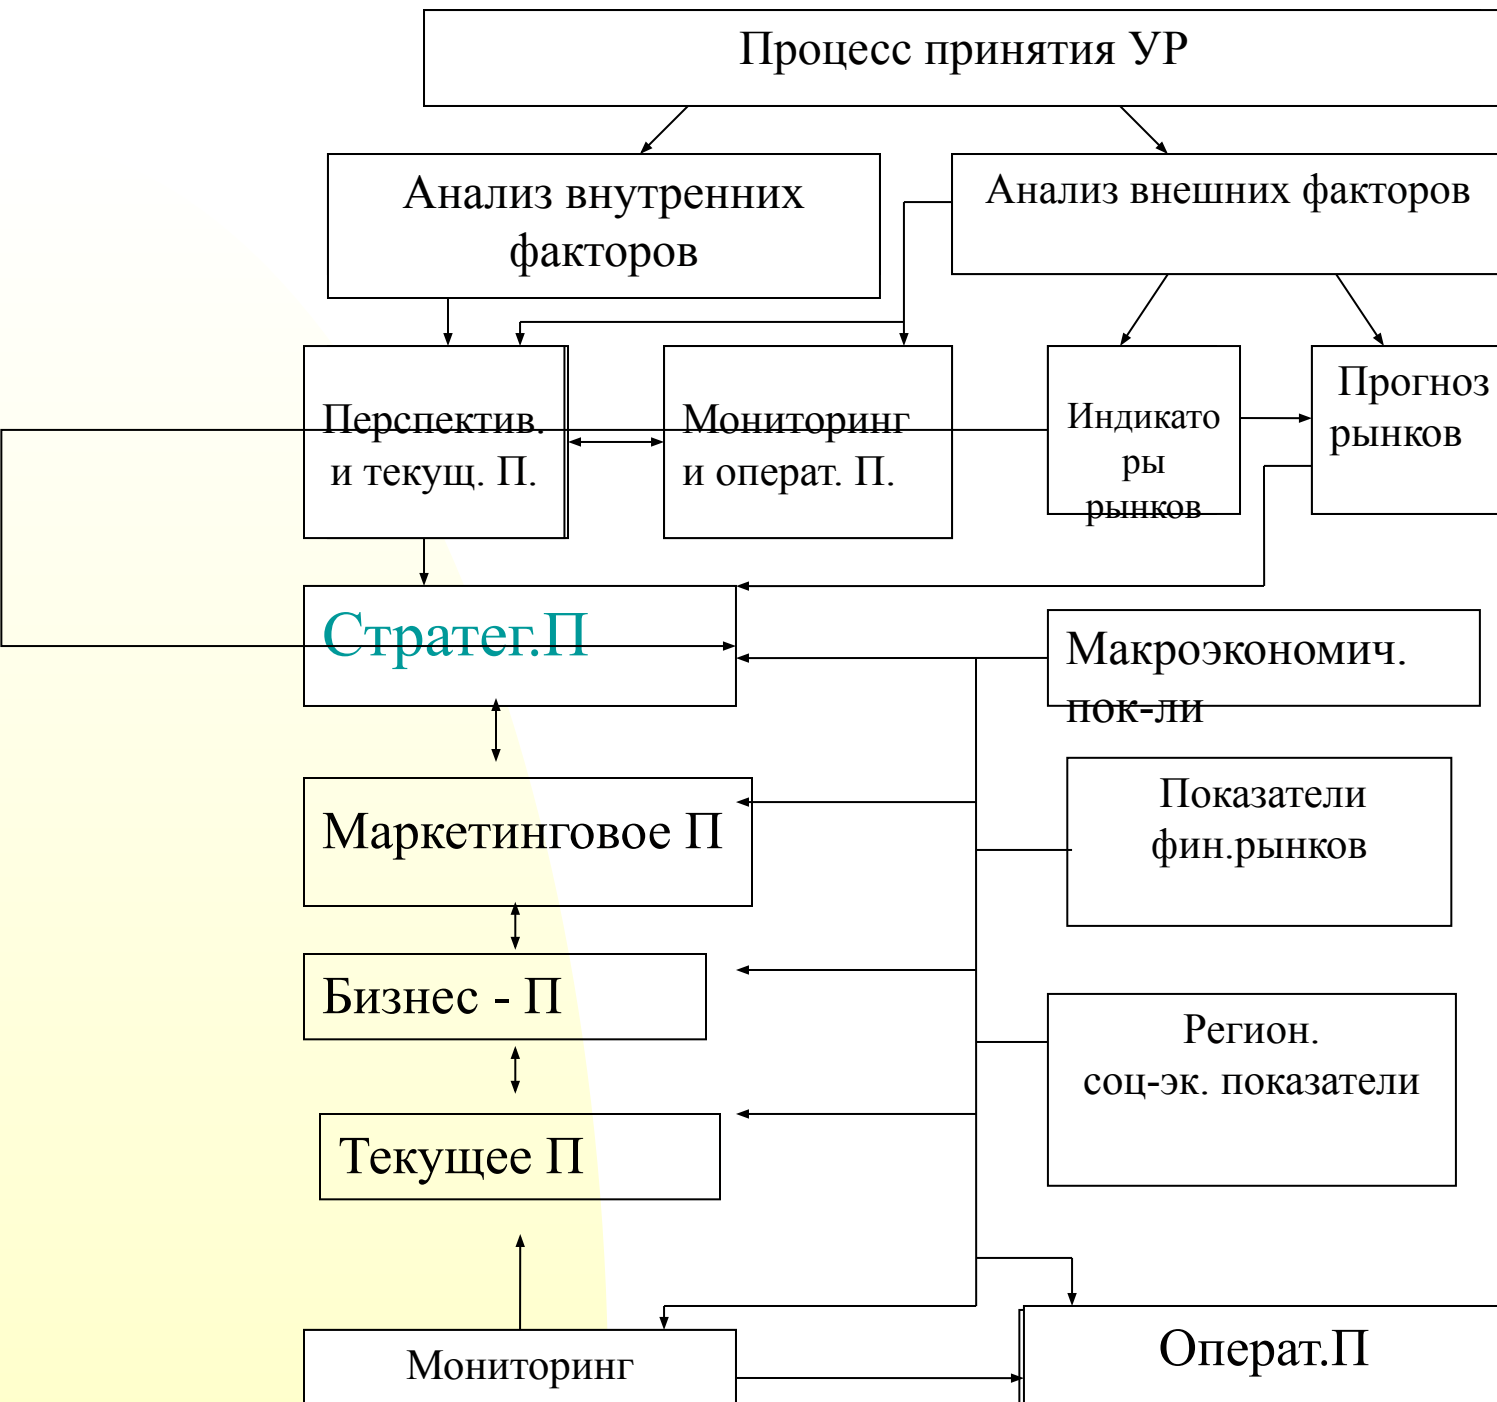 Процесс принятия УР
Анализ внутренних
факторов
Анализ внешних факторов
Перспектив.
и текущ. П.
Мониторинг
и операт. П.
Индикато
ры
рынков
Прогноз
рынков
Стратег.П
Макроэкономич.
пок-ли
Показатели
фин.рынков
Маркетинговое П
Бизнес - П
Регион.
соц-эк. показатели
Текущее П
Мониторинг
Операт.П